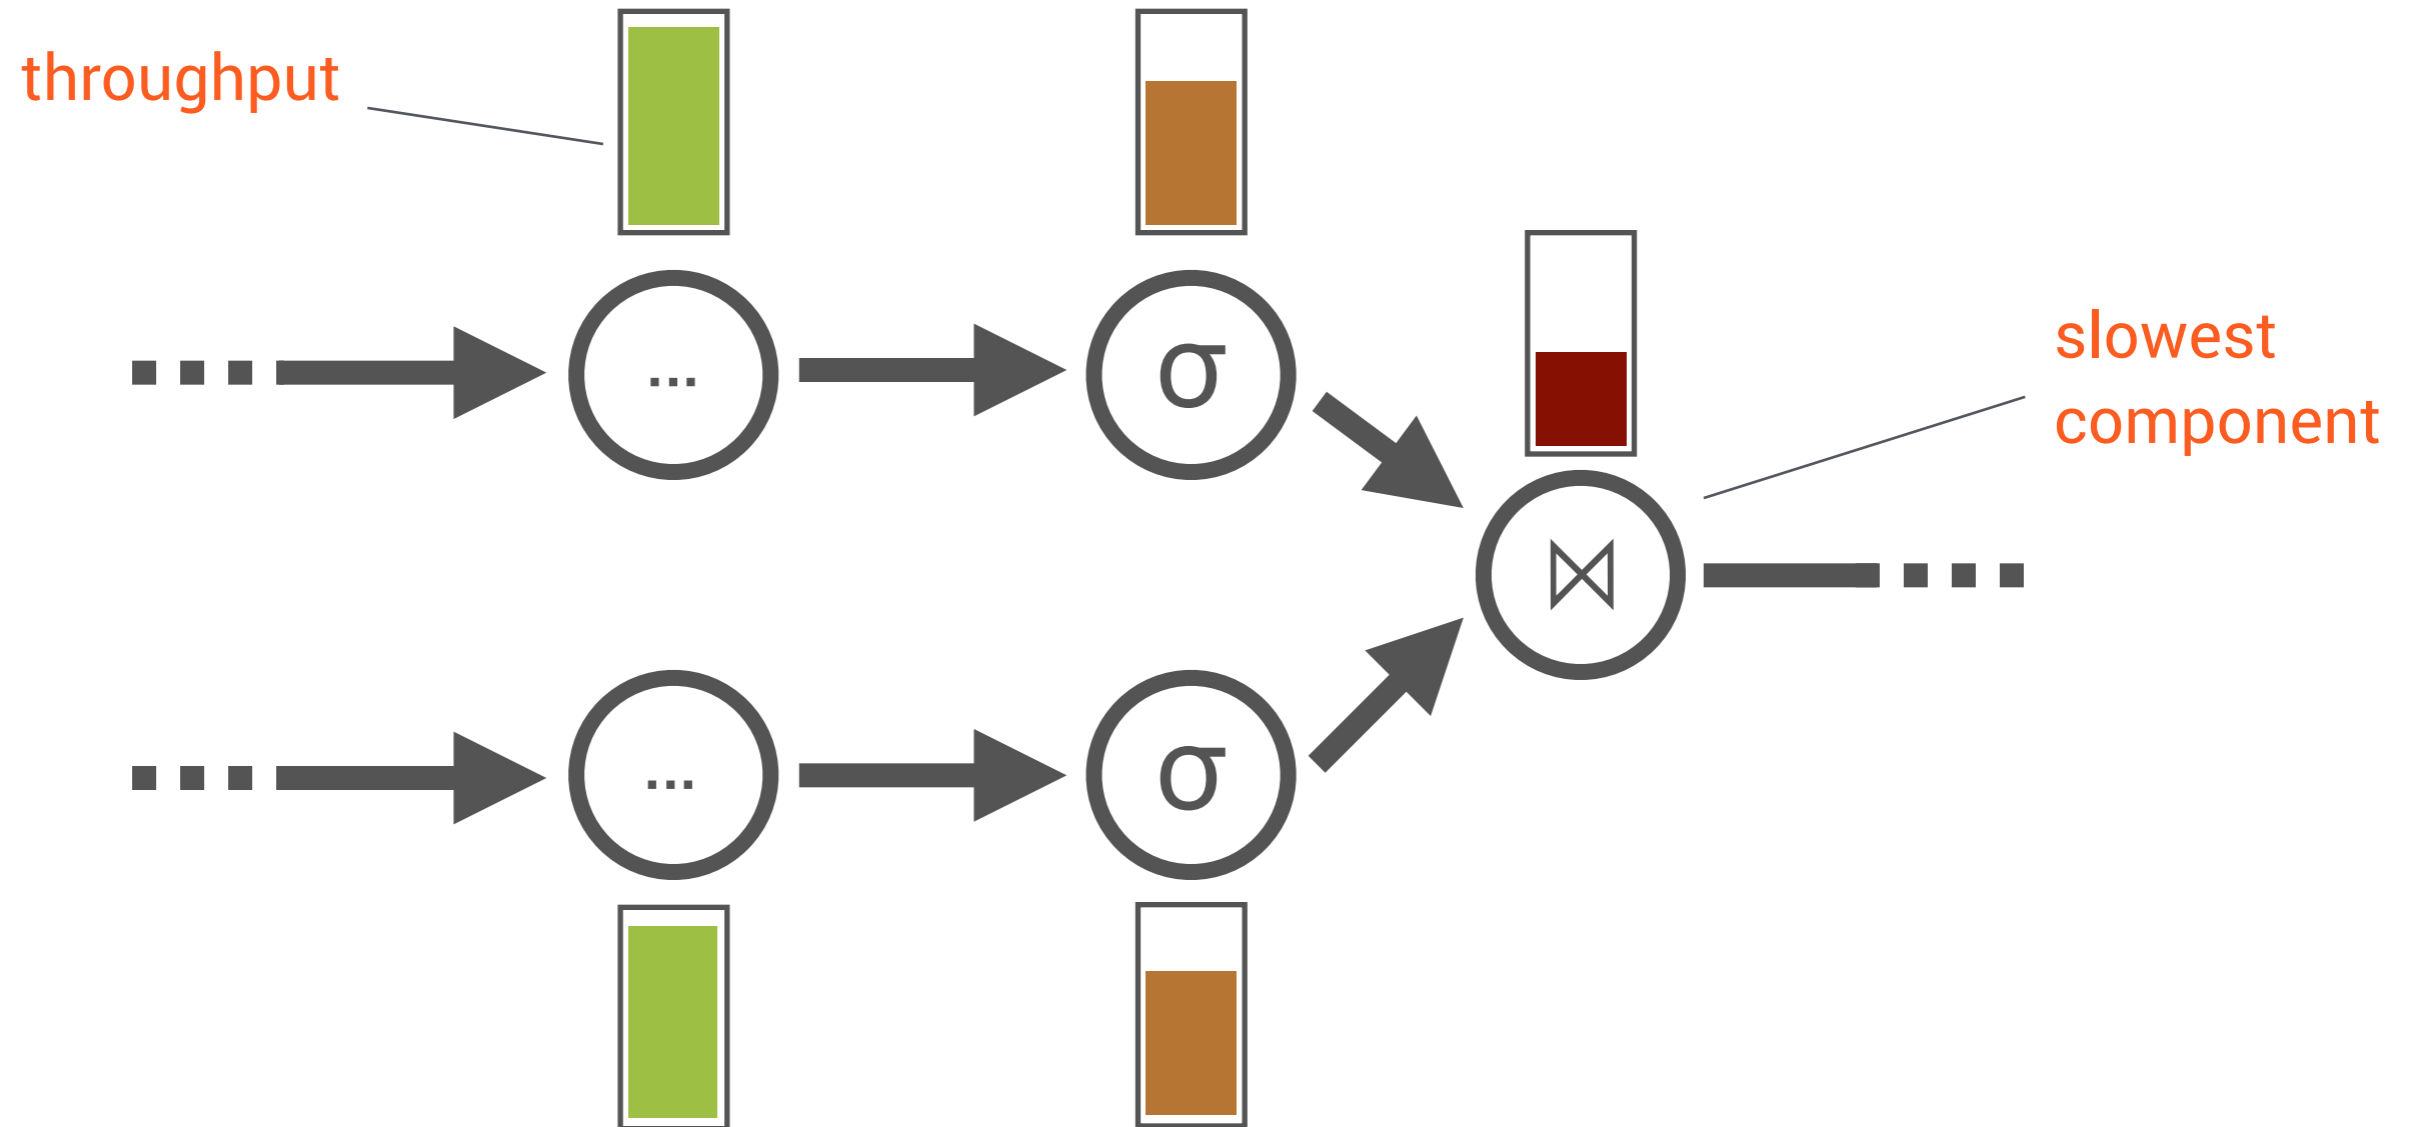 throughput
...
σ
slowest
component
⋈
...
σ